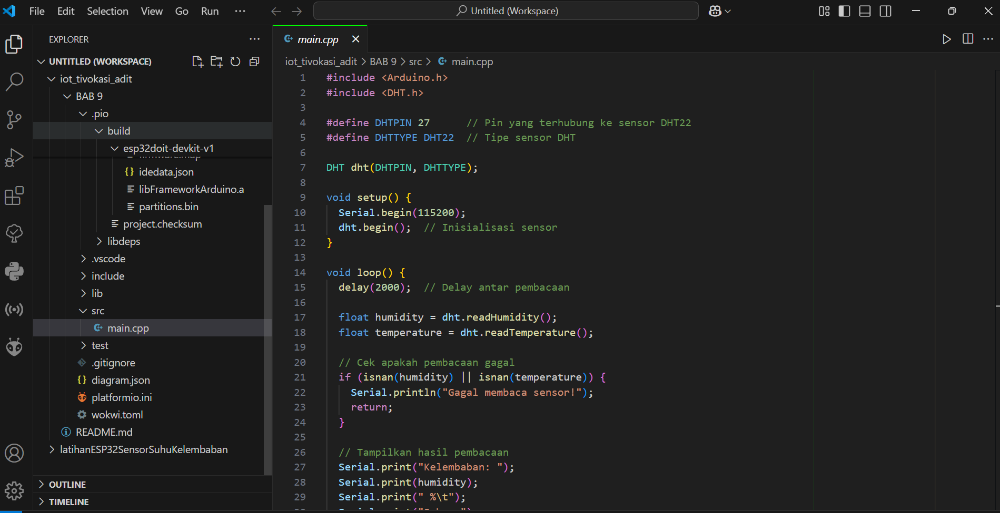 File Edit Selection View Go Run ···
Untitled (Workspace)
EXPLORER
UNTITLED (WORKSPACE)
iot_tivokasi_adit
BAB 9
.pio
build
esp32doit-devkit-v1
idedata.json
libFrameworkArduino.a
partitions.bin
project.checksum
libdeps
.vscode
include
lib
src
main.cpp
test
.gitignore
diagram.json
platformio.ini
wokwi.toml
README.md
latihanESP32SensorSuhuKelembaban
OUTLINE
TIMELINE
main.cpp
iot_tivokasi_adit > BAB 9 > src > main.cpp
1 #include <Arduino.h>
2 #include <DHT.h>
3
4 #define DHTPIN 27      // Pin yang terhubung ke sensor DHT22
5 #define DHTTYPE DHT22  // Tipe sensor DHT
6
7 DHT dht(DHTPIN, DHTTYPE);
8
9 void setup() {
10   Serial.begin(115200);
11   dht.begin();  // Inisialisasi sensor
12 }
13
14 void loop() {
15   delay(2000);  // Delay antar pembacaan
16
17   float humidity = dht.readHumidity();
18   float temperature = dht.readTemperature();
19
20   // Cek apakah pembacaan gagal
21   if (isnan(humidity) || isnan(temperature)) {
22     Serial.println("Gagal membaca sensor!");
23     return;
24   }
25
26   // Tampilkan hasil pembacaan
27   Serial.print("Kelembaban: ");
28   Serial.print(humidity);
29   Serial.print(" %\t");